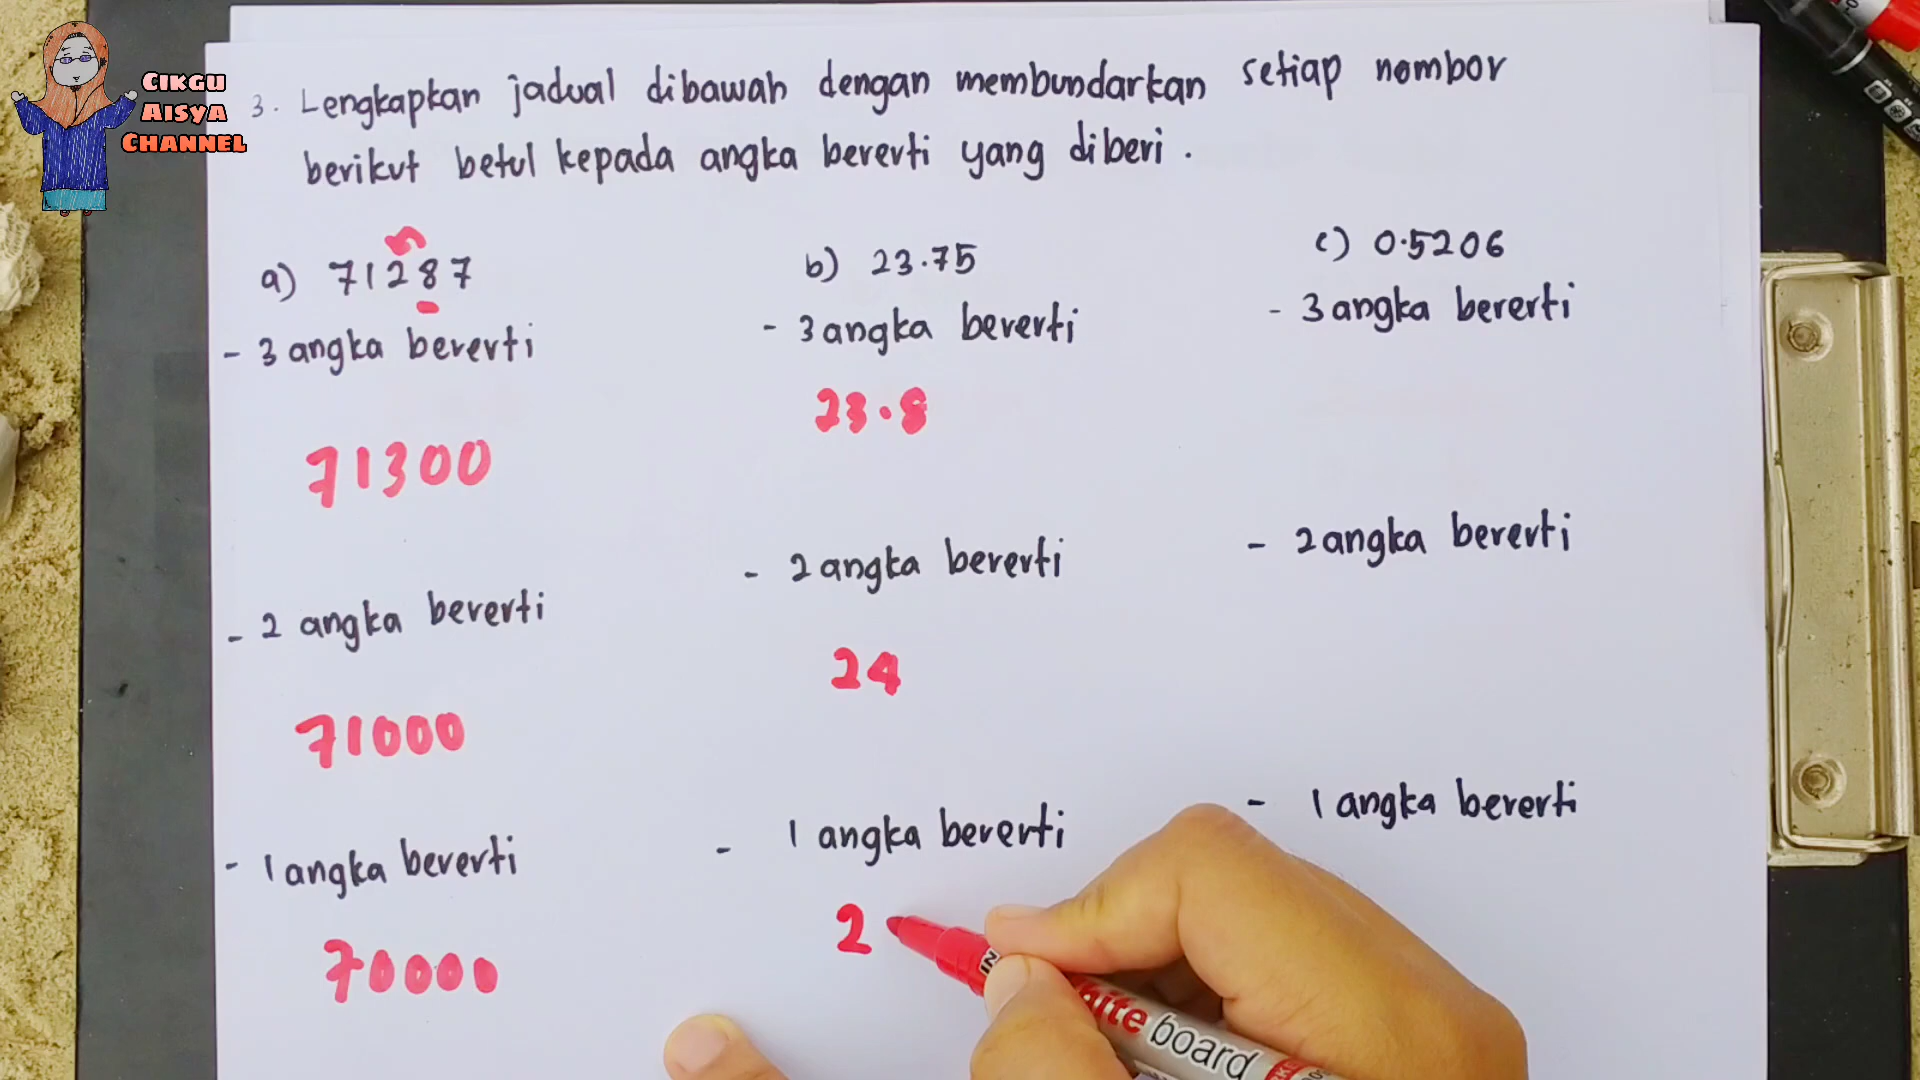 CIKGU
AISYA
CHANNEL
3. Lengkapkan jadual dibawah dengan membundarkan setiap nombor
berikut betul kepada angka bererti yang diberi.
a) 71287
- 3 angka bererti
71300
- 2 angka bererti
71000
- 1 angka bererti
70000
b) 23.75
- 3 angka bererti
23.8
- 2 angka bererti
24
- 1 angka bererti
2
c) 0.5206
- 3 angka bererti
- 2 angka bererti
- 1 angka bererti
white board